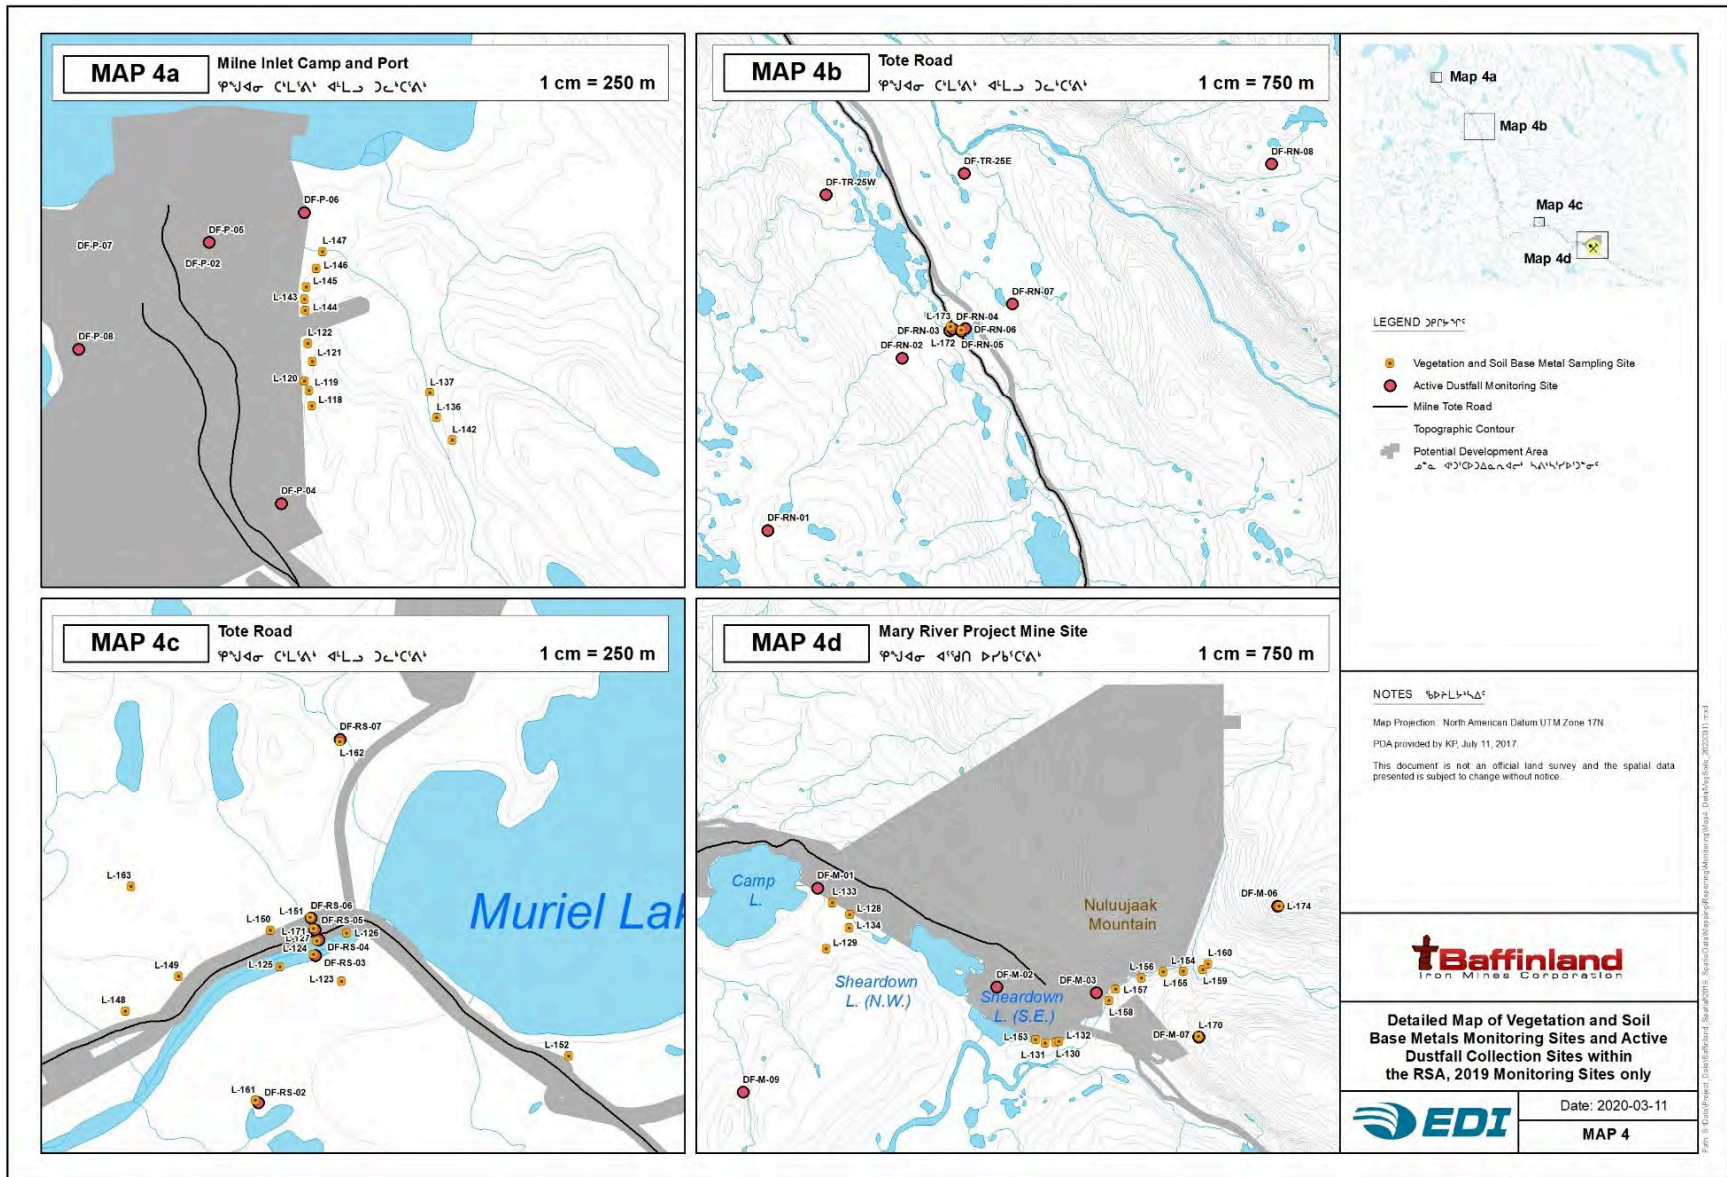 MAP 4a
Milne Inlet Camp and Port
1 cm = 250 m
DF-P-06
DF-P-05
DF-P-07
DF-P-02
L-147
L-146
L-145
L-143
L-144
L-122
DF-P-08
L-121
L-120
L-119
L-118
L-137
L-136
L-142
DF-P-04
MAP 4b
Tote Road
1 cm = 750 m
DF-RN-08
DF-TR-25E
DF-TR-25W
DF-RN-07
L-173
DF-RN-04
DF-RN-03
DF-RN-06
L-172
DF-RN-05
DF-RN-02
DF-RN-01
MAP 4c
Tote Road
1 cm = 250 m
DF-RS-07
L-162
L-163
Muriel Lak
L-151
DF-RS-06
L-150
DF-RS-05
L-171
L-127
L-126
L-124
DF-RS-04
L-125
DF-RS-03
L-149
L-123
L-148
L-152
L-161
DF-RS-02
MAP 4d
Mary River Project Mine Site
1 cm = 750 m
Camp
L.
DF-M-01
L-133
L-128
L-134
L-129
Nuluujaak
Mountain
DF-M-06
L-174
Sheardown
L. (N.W.)
DF-M-02
Sheardown
L. (S.E.)
DF-M-03
L-156
L-154
L-160
L-157
L-155
L-159
L-158
L-153
L-132
L-131
L-130
DF-M-07
L-170
DF-M-09
Map 4a
Map 4b
Map 4c
Map 4d
LEGEND
Vegetation and Soil Base Metal Sampling Site
Active Dustfall Monitoring Site
Milne Tote Road
Topographic Contour
Potential Development Area
NOTES
Map Projection: North American Datum UTM Zone 17N.
PDA provided by KP, July 11, 2017.
This document is not an official land survey and the spatial data
presented is subject to change without notice.
Baffinland
Iron Mines Corporation
Detailed Map of Vegetation and Soil
Base Metals Monitoring Sites and Active
Dustfall Collection Sites within
the RSA, 2019 Monitoring Sites only
EDI
Date: 2020-03-11
MAP 4